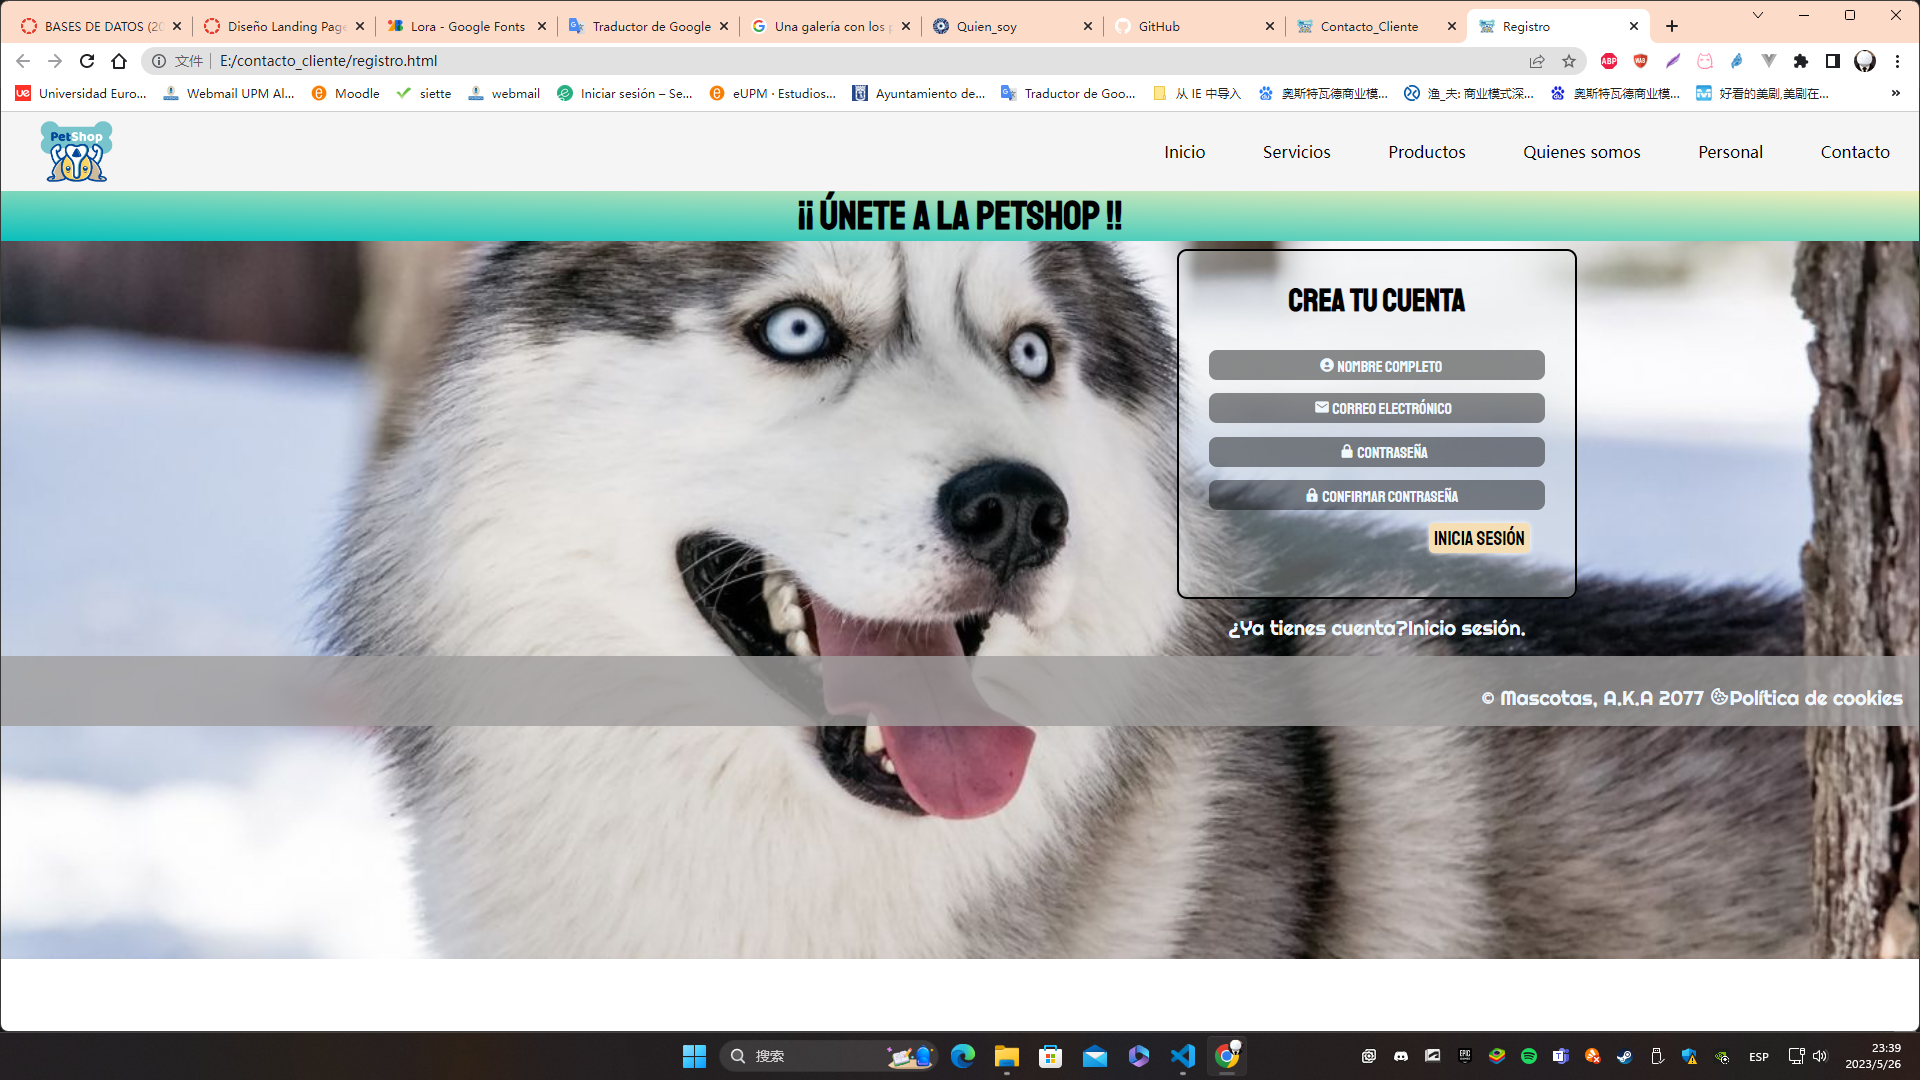 BASES DE DATOS (20
Diseño Landing Page
Lora - Google Fonts
Traductor de Google
Una galería con los p
Quien_soy
GitHub
Contacto_Cliente
Registro
文件
E:/contacto_cliente/registro.html
ABP
Universidad Euro...
Webmail UPM Al...
Moodle
siette
webmail
Iniciar sesión – Se...
eUPM · Estudios...
Ayuntamiento de...
Traductor de Goo...
从 IE 中导入
奥斯特瓦德商业模...
渔_夫: 商业模式深...
奥斯特瓦德商业模...
好看的美剧,美剧在...
»
PetShop
Inicio
Servicios
Productos
Quienes somos
Personal
Contacto
¡¡ ÚNETE A LA PETSHOP !!
CREA TU CUENTA
NOMBRE COMPLETO
CORREO ELECTRÓNICO
CONTRASEÑA
CONFIRMAR CONTRASEÑA
INICIA SESIÓN
¿Ya tienes cuenta?Inicio sesión.
© Mascotas, A.K.A 2077 Política de cookies
搜索
ESP
23:39
2023/5/26